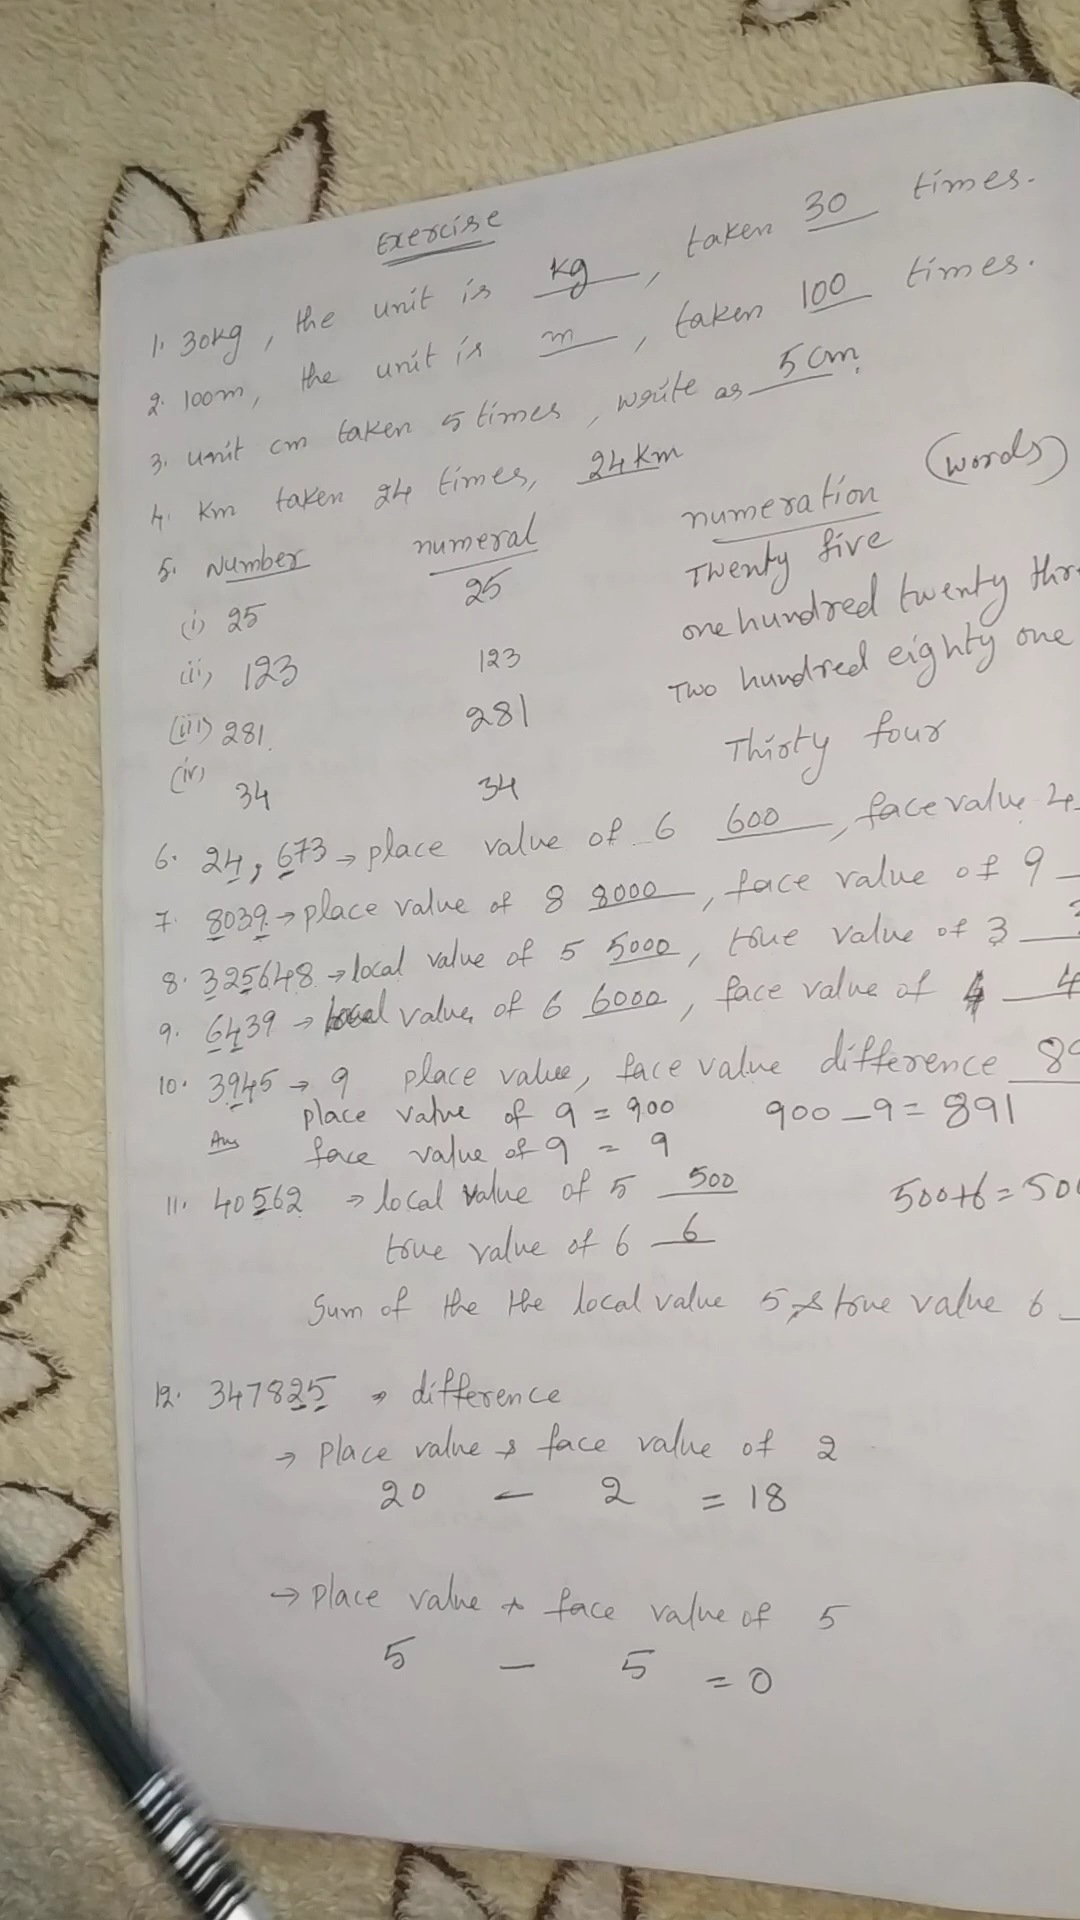 Exercise
1. 30kg, the unit is kg, taken 30 times.
2. 100m, the unit is m, taken 100 times.
3. unit cm taken 5 times, write as 5cm.
4. Km taken 24 times, 24Km
5. Number numeral numeration (words)
(i) 25 25 Twenty five
(ii) 123 123 one hundred twenty
(iii) 281. 281 Two hundred eighty one
(iv) 34 34 Thirty four
6. 24,673 → place value of 6 600, face value 4
7. 8039 → place value of 8 8000, face value of 9
8. 325648 → local value of 5 5000, true value of 3
9. 6439 → local value of 6 6000, face value of 4 4
10. 3945 → 9 place value, face value difference 89
place value of 9 = 900 900 - 9 = 891
Ans face value of 9 = 9
11. 40562 → local value of 5 500 500+6 = 50
true value of 6 6
Sum of the the local value 5 & true value 6
12. 347825 → difference
→ Place value & face value of 2
20 - 2 = 18
→ Place value & face value of 5
5 - 5 = 0